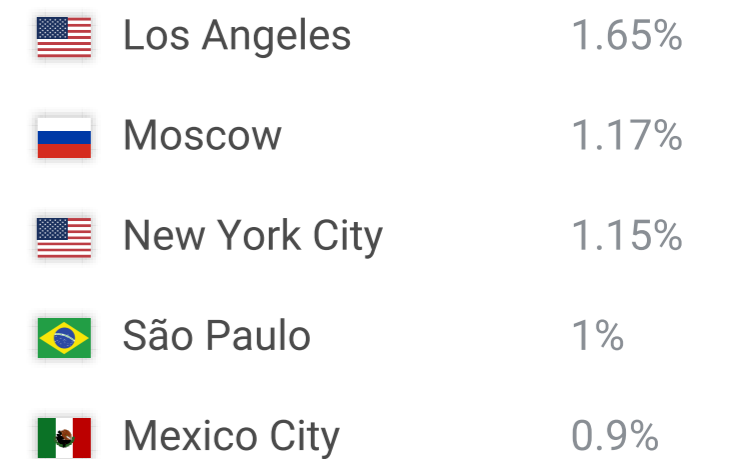 Los Angeles 1.65%
Moscow 1.17%
New York City 1.15%
São Paulo 1%
Mexico City 0.9%